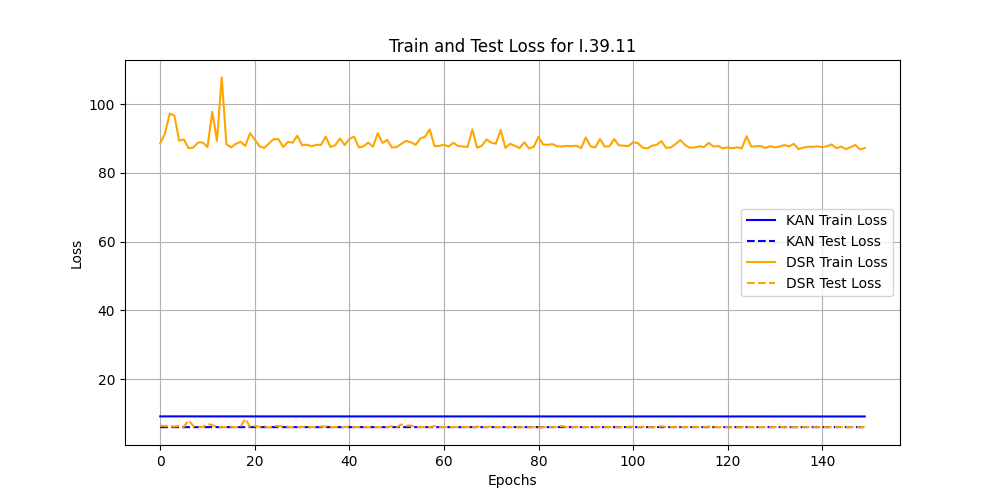 Train and Test Loss for I.39.11
Loss
100
80
60
40
20
KAN Train Loss
KAN Test Loss
DSR Train Loss
DSR Test Loss
0 20 40 60 80 100 120 140
Epochs